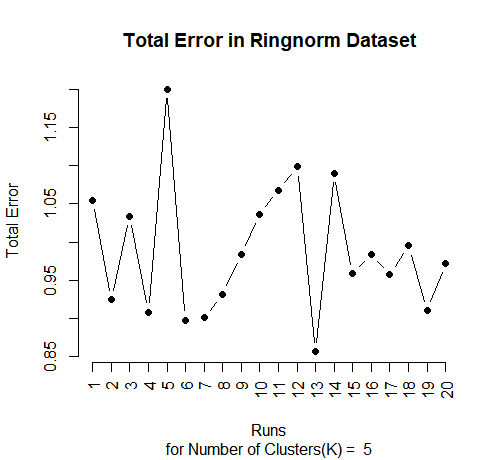 Total Error in Ringnorm Dataset
Total Error
1.15
1.05
0.95
0.85
1 2 3 4 5 6 7 8 9 10 11 12 13 14 15 16 17 18 19 20
Runs
for Number of Clusters(K) = 5